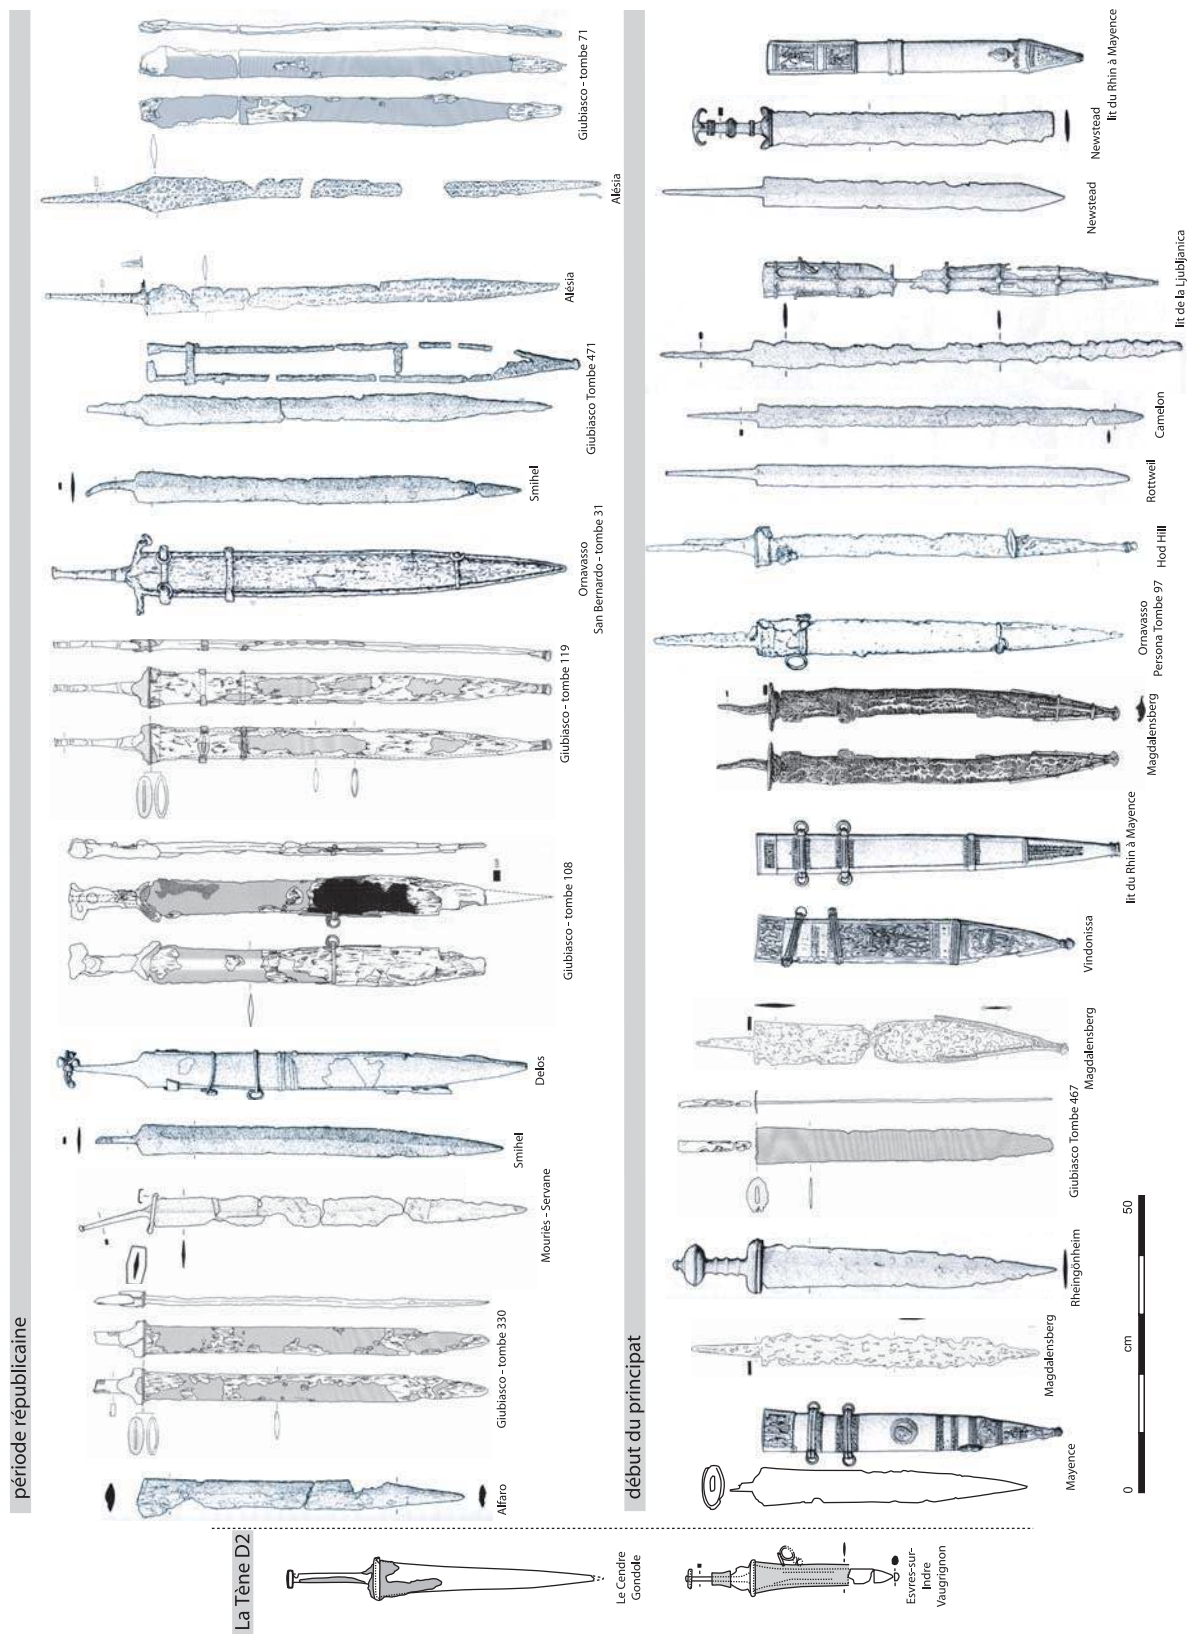 période républicaine
Giubiasco – tombe 71
Alésia
Alésia
Giubiasco Tombe 471
Smihel
Ornavasso
San Bernardo – tombe 31
Giubiasco – tombe 119
Giubiasco – tombe 108
Delos
Smihel
Mouriès – Servane
Giubiasco – tombe 330
Alfaro
début du principat
lit du Rhin à Mayence
Newstead
Newstead
lit de la Ljubljanica
Camelon
Rottweil
Hod Hill
Ornavasso
Persona Tombe 97
Magdalensberg
lit du Rhin à Mayence
Vindonissa
Magdalensberg
Giubiasco Tombe 467
Rheingönheim
Magdalensberg
Mayence
0
cm
50
La Tène D2
Le Cendre
Gondole
Esvres-sur-
Indre
Vaugrignon